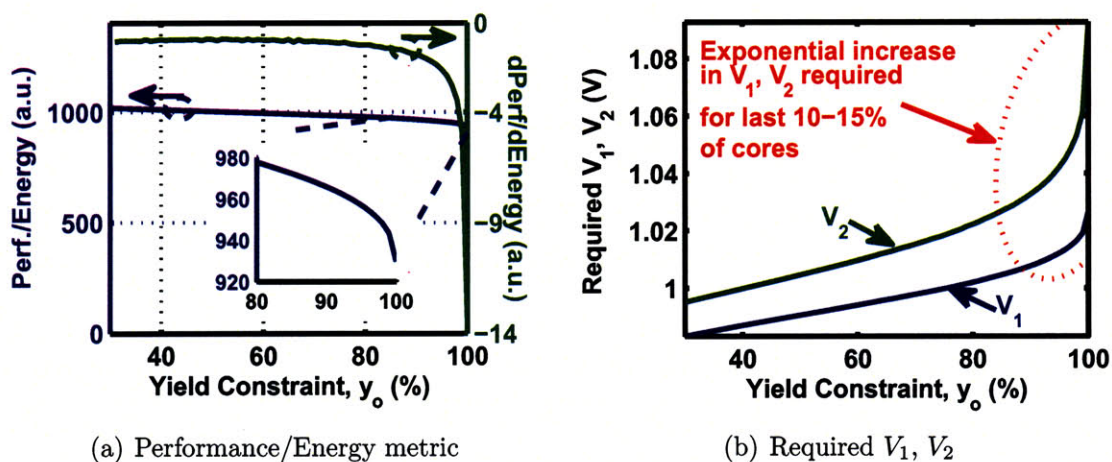 Perf./Energy (a.u.)
1000
500
0
0
−4
−9
−14
dPerf/dEnergy (a.u.)
980
960
940
920
80 90 100
40 60 80 100
Yield Constraint, y_o (%)
(a) Performance/Energy metric
Required V_1, V_2 (V)
1.08
1.06
1.04
1.02
1
Exponential increase
in V_1, V_2 required
for last 10−15%
of cores
V_2
V_1
40 60 80 100
Yield Constraint, y_o (%)
(b) Required V_1, V_2